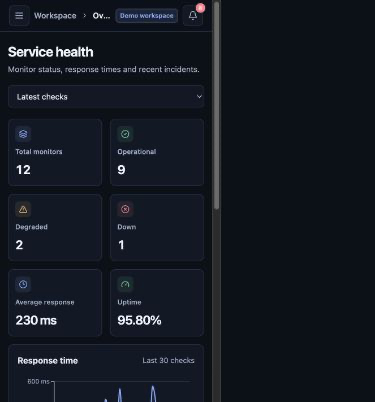 Workspace > Ov... Demo workspace
Service health
Monitor status, response times and recent incidents.
Latest checks
Total monitors
12
Operational
9
Degraded
2
Down
1
Average response
230 ms
Uptime
95.80%
Response time Last 30 checks
600 ms